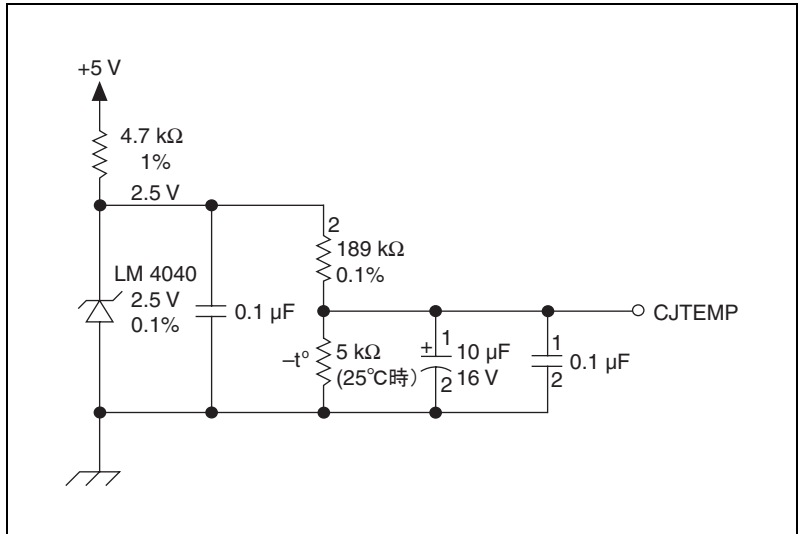 +5 V
4.7 kΩ
1%
2.5 V
2
189 kΩ
0.1%
LM 4040
2.5 V
0.1%
0.1 µF
CJTEMP
–t°
5 kΩ
(25°C時)
+
1
10 µF
2
16 V
1
0.1 µF
2